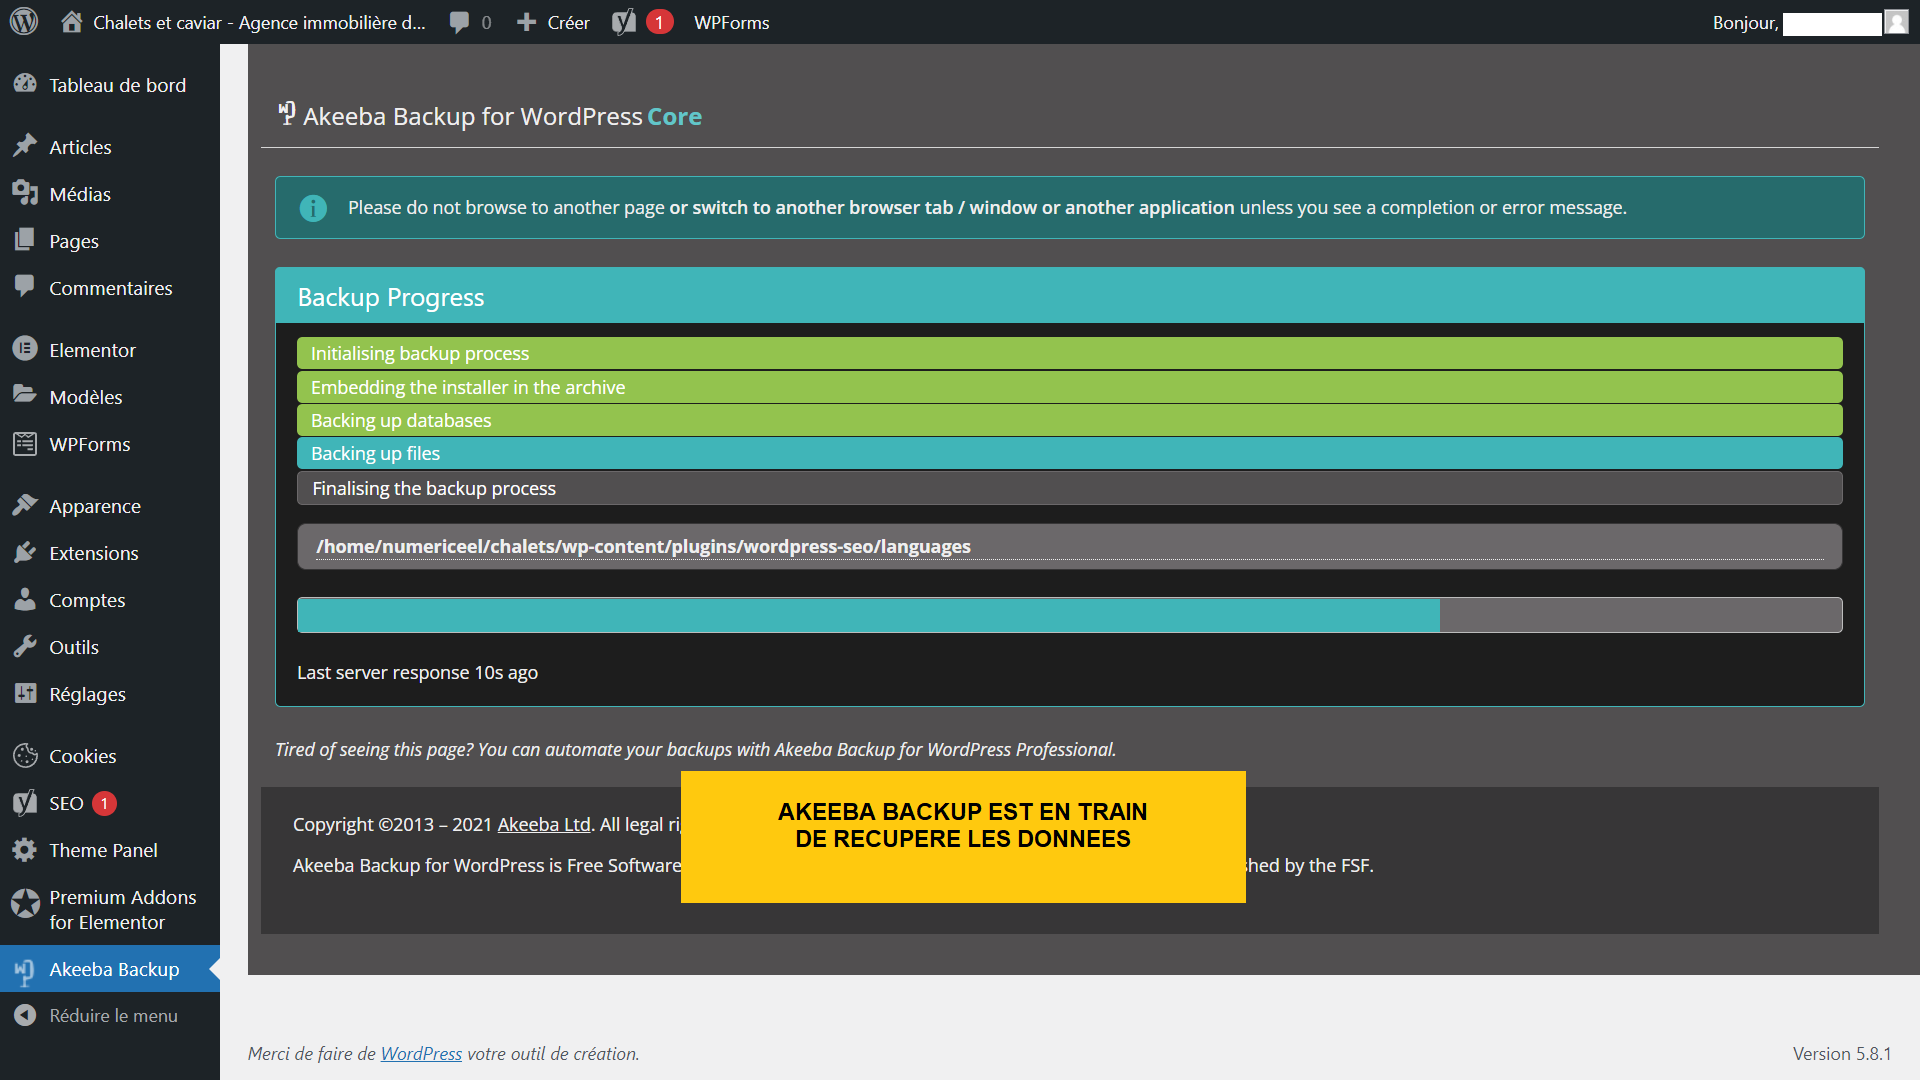 Chalets et caviar - Agence immobilière d...
0
Créer
1
WPForms
Bonjour,
Tableau de bord
Articles
Médias
Pages
Commentaires
Elementor
Modèles
WPForms
Apparence
Extensions
Comptes
Outils
Réglages
Cookies
SEO 1
Theme Panel
Premium Addons
for Elementor
Akeeba Backup
Réduire le menu
Akeeba Backup for WordPress Core
Please do not browse to another page or switch to another browser tab / window or another application unless you see a completion or error message.
Backup Progress
Initialising backup process
Embedding the installer in the archive
Backing up databases
Backing up files
Finalising the backup process
/home/numericeel/chalets/wp-content/plugins/wordpress-seo/languages
Last server response 10s ago
Tired of seeing this page? You can automate your backups with Akeeba Backup for WordPress Professional.
Copyright ©2013 – 2021 Akeeba Ltd. All legal
Akeeba Backup for WordPress is Free Software
by the FSF.
AKEEBA BACKUP EST EN TRAIN
DE RECUPERE LES DONNEES
Merci de faire de WordPress votre outil de création.
Version 5.8.1